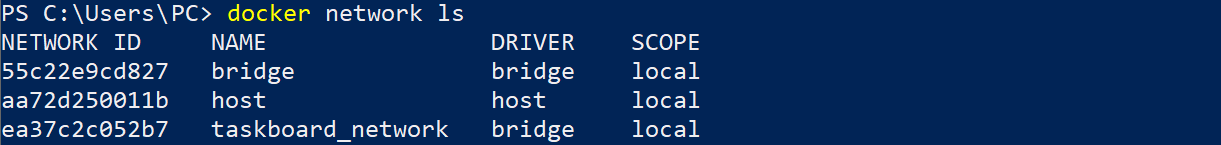 PS C:\Users\PC> docker network ls
NETWORK ID     NAME                DRIVER    SCOPE
55c22e9cd827   bridge              bridge    local
aa72d250011b   host                host      local
ea37c2c052b7   taskboard_network   bridge    local